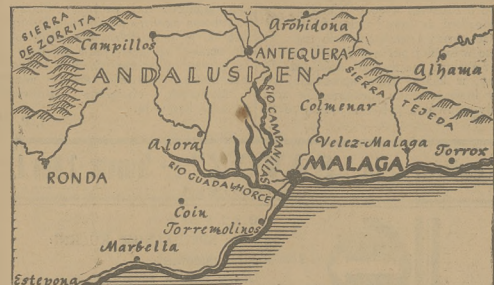 SIERRA
DE ZORRITA
Campillos
Archidona
ANTEQUERA
Alhama
ANDALUSIEN
SIERRA
TEJEDA
RIO CAMPANILLAS
Colmenar
Alora
Velez-Malaga
Torrox
MALAGA
RONDA
RIO GUADALHORCE
Coin
Torremolinos
Marbella
Estepona